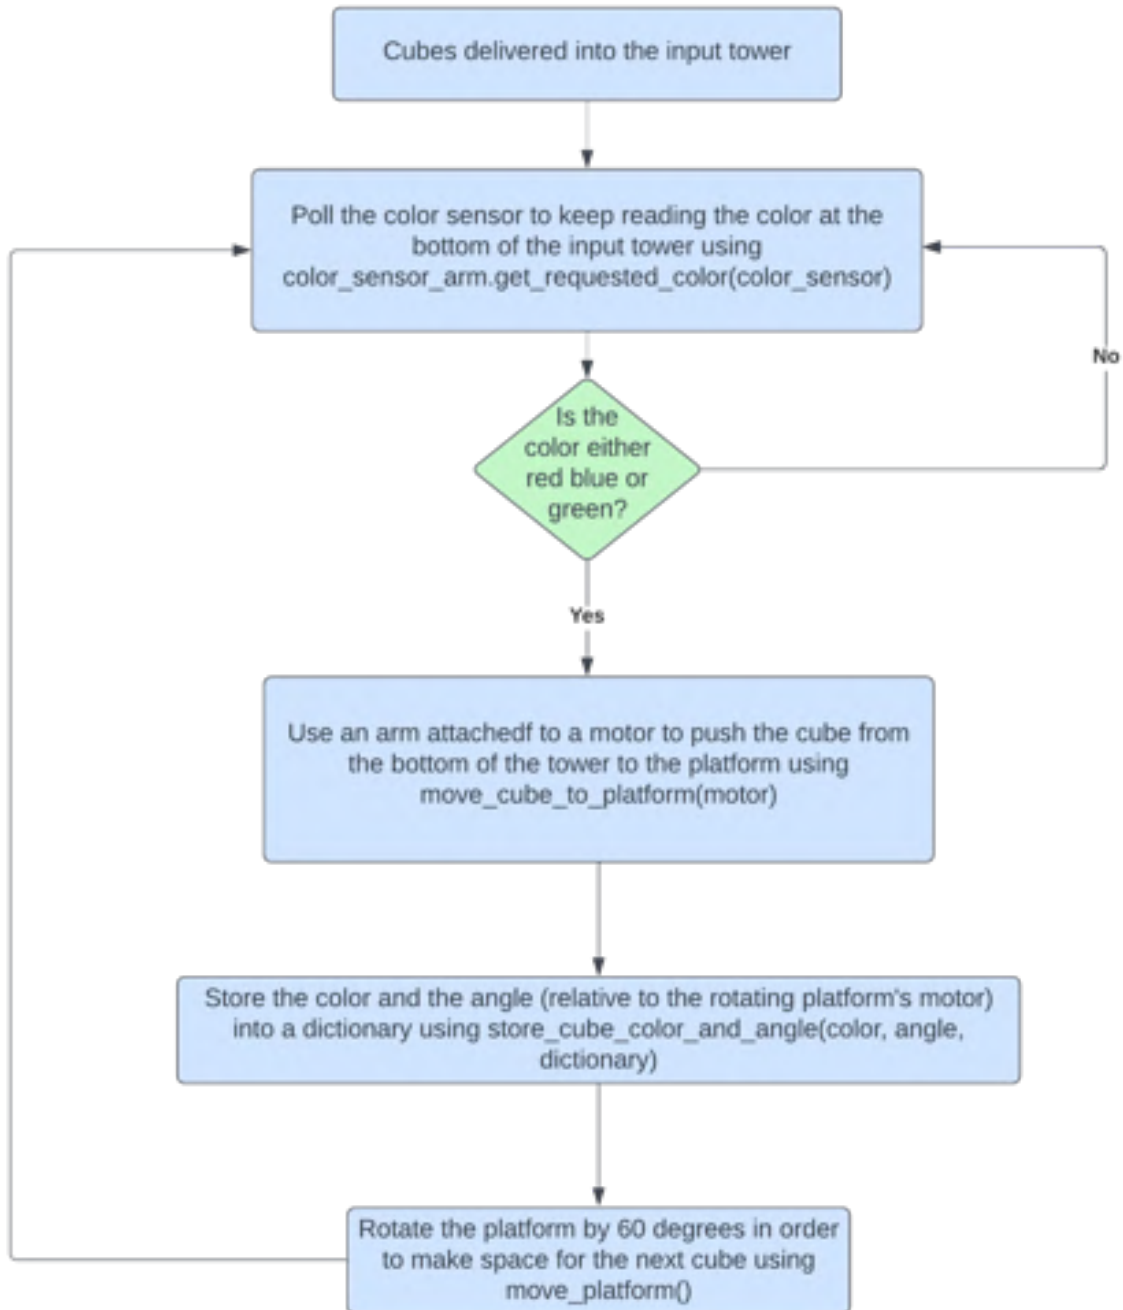 Cubes delivered into the input tower
Poll the color sensor to keep reading the color at the
bottom of the input tower using
color_sensor_arm.get_requested_color(color_sensor)
No
Is the
color either
red blue or
green?
Yes
Use an arm attachedf to a motor to push the cube from
the bottom of the tower to the platform using
move_cube_to_platform(motor)
Store the color and the angle (relative to the rotating platform's motor)
into a dictionary using store_cube_color_and_angle(color, angle,
dictionary)
Rotate the platform by 60 degrees in order
to make space for the next cube using
move_platform()